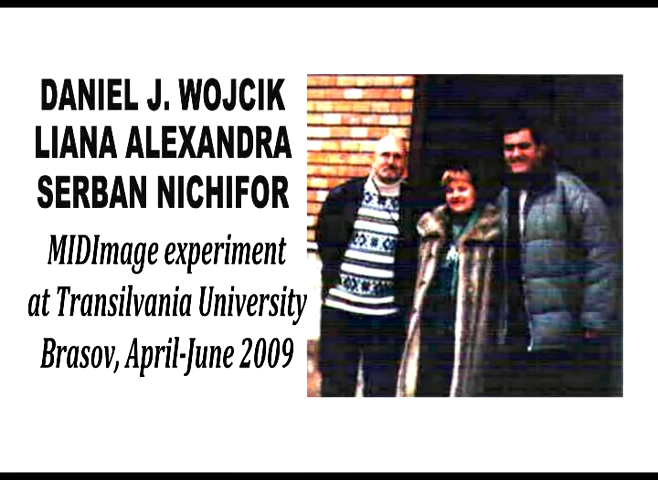 DANIEL J. WOJCIK
LIANA ALEXANDRA
SERBAN NICHIFOR
MIDImage experiment
at Transilvania University
Brasov, April-June 2009